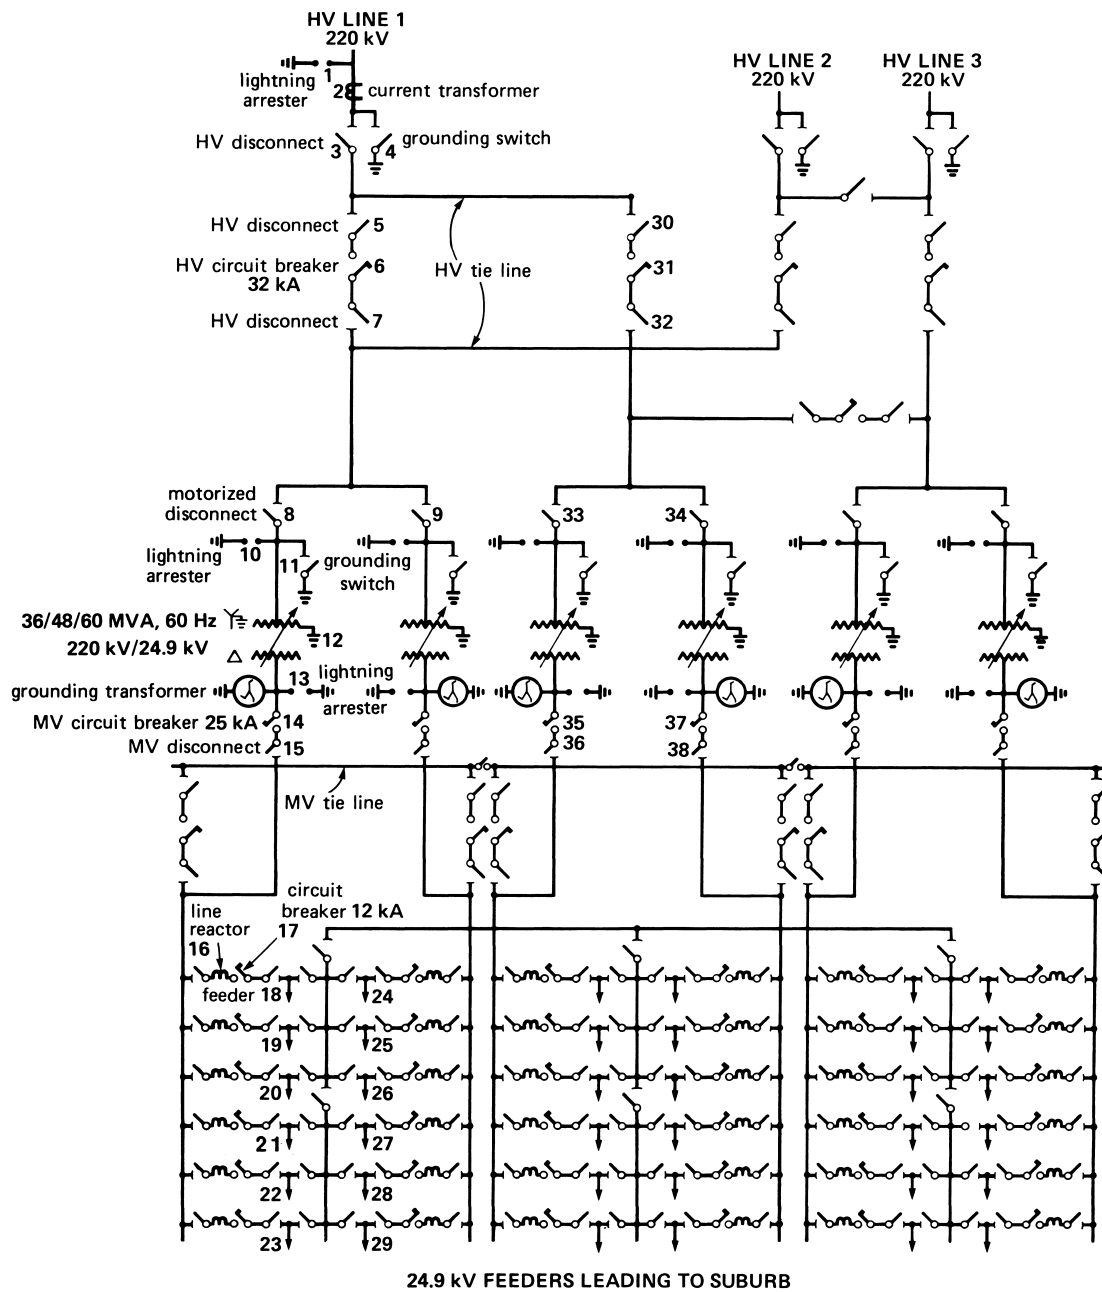 HV LINE 1
220 kV
HV LINE 2
220 kV
HV LINE 3
220 kV
1
lightning
arrester
28 current transformer
HV disconnect 3
4 grounding switch
HV disconnect 5
30
HV circuit breaker 6
32 kA
31
HV tie line
HV disconnect 7
32
motorized
disconnect 8
9
33
34
10
lightning
arrester
11
grounding
switch
36/48/60 MVA, 60 Hz
220 kV/24.9 kV
12
grounding transformer
13
lightning
arrester
MV circuit breaker 25 kA 14
35
37
MV disconnect 15
36
38
MV tie line
circuit
breaker 12 kA
17
line
reactor
16
feeder 18
24
19
25
20
26
21
27
22
28
23
29
24.9 kV FEEDERS LEADING TO SUBURB